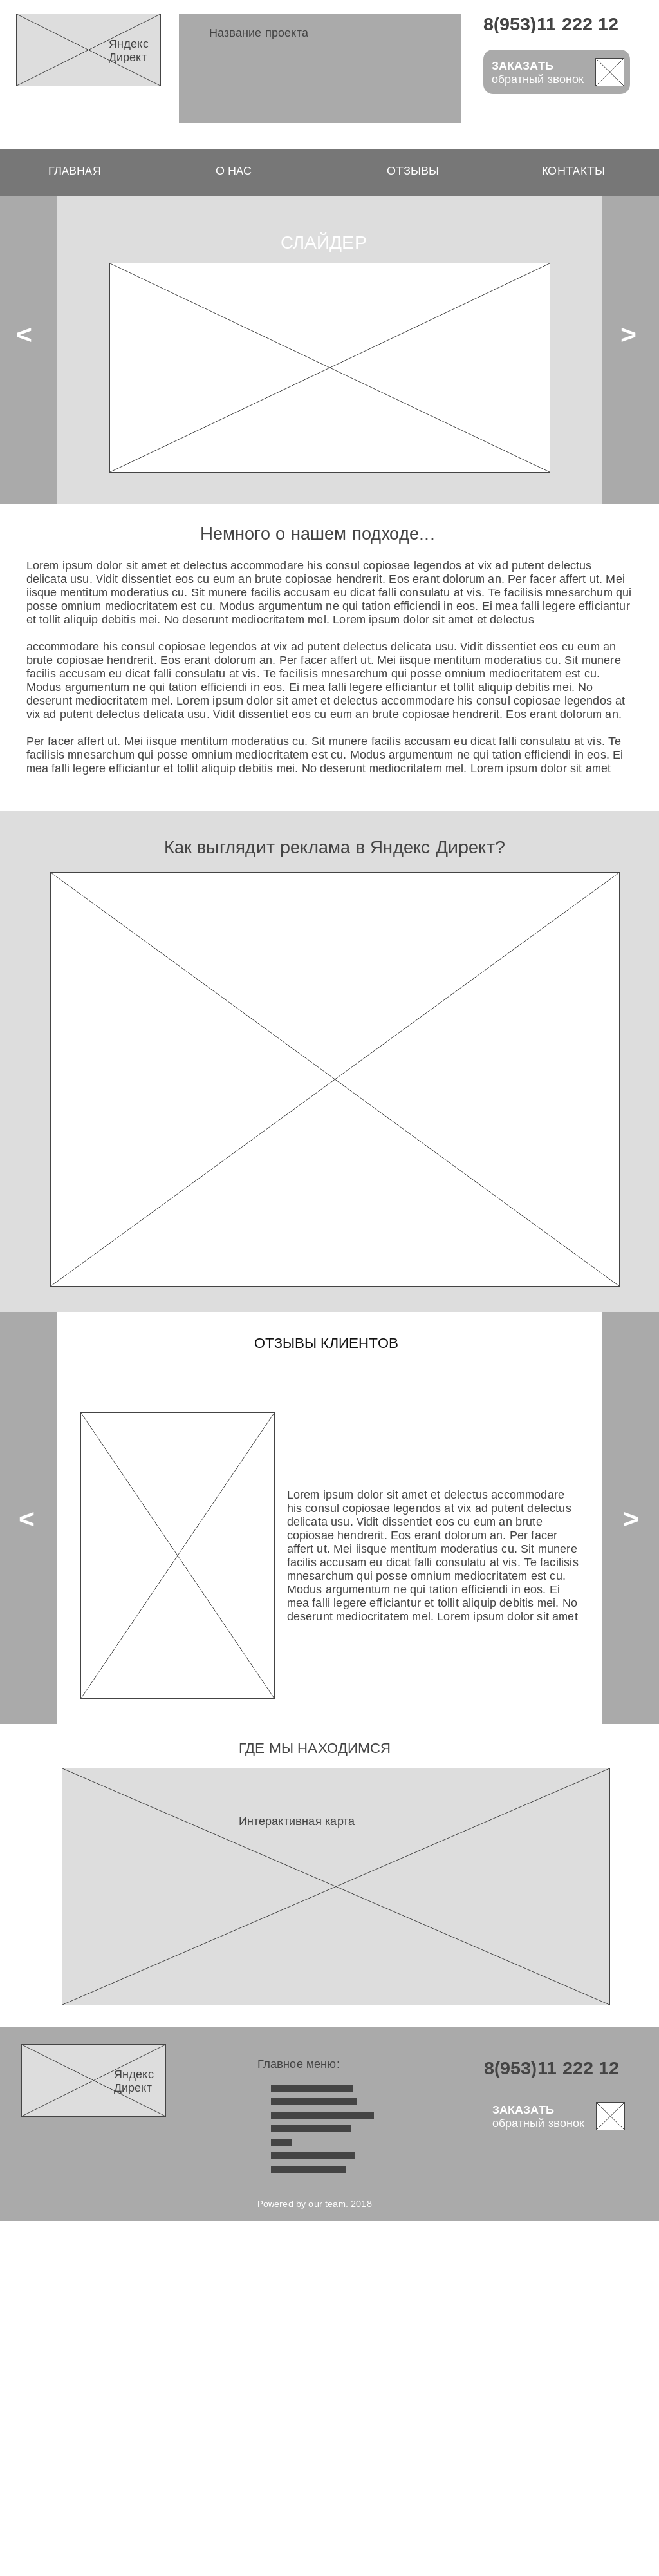 Яндекс
Директ
Название проекта
8(953)11 222 12
ЗАКАЗАТЬ
обратный звонок
ГЛАВНАЯ
О НАС
ОТЗЫВЫ
КОНТАКТЫ
СЛАЙДЕР
<
>
Немного о нашем подходе...
Lorem ipsum dolor sit amet et delectus accommodare his consul copiosae legendos at vix ad putent delectus
delicata usu. Vidit dissentiet eos cu eum an brute copiosae hendrerit. Eos erant dolorum an. Per facer affert ut. Mei
iisque mentitum moderatius cu. Sit munere facilis accusam eu dicat falli consulatu at vis. Te facilisis mnesarchum qui
posse omnium mediocritatem est cu. Modus argumentum ne qui tation efficiendi in eos. Ei mea falli legere efficiantur
et tollit aliquip debitis mei. No deserunt mediocritatem mel. Lorem ipsum dolor sit amet et delectus
accommodare his consul copiosae legendos at vix ad putent delectus delicata usu. Vidit dissentiet eos cu eum an
brute copiosae hendrerit. Eos erant dolorum an. Per facer affert ut. Mei iisque mentitum moderatius cu. Sit munere
facilis accusam eu dicat falli consulatu at vis. Te facilisis mnesarchum qui posse omnium mediocritatem est cu.
Modus argumentum ne qui tation efficiendi in eos. Ei mea falli legere efficiantur et tollit aliquip debitis mei. No
deserunt mediocritatem mel. Lorem ipsum dolor sit amet et delectus accommodare his consul copiosae legendos at
vix ad putent delectus delicata usu. Vidit dissentiet eos cu eum an brute copiosae hendrerit. Eos erant dolorum an.
Per facer affert ut. Mei iisque mentitum moderatius cu. Sit munere facilis accusam eu dicat falli consulatu at vis. Te
facilisis mnesarchum qui posse omnium mediocritatem est cu. Modus argumentum ne qui tation efficiendi in eos. Ei
mea falli legere efficiantur et tollit aliquip debitis mei. No deserunt mediocritatem mel. Lorem ipsum dolor sit amet
Как выглядит реклама в Яндекс Директ?
ОТЗЫВЫ КЛИЕНТОВ
<
>
Lorem ipsum dolor sit amet et delectus accommodare
his consul copiosae legendos at vix ad putent delectus
delicata usu. Vidit dissentiet eos cu eum an brute
copiosae hendrerit. Eos erant dolorum an. Per facer
affert ut. Mei iisque mentitum moderatius cu. Sit munere
facilis accusam eu dicat falli consulatu at vis. Te facilisis
mnesarchum qui posse omnium mediocritatem est cu.
Modus argumentum ne qui tation efficiendi in eos. Ei
mea falli legere efficiantur et tollit aliquip debitis mei. No
deserunt mediocritatem mel. Lorem ipsum dolor sit amet
ГДЕ МЫ НАХОДИМСЯ
Интерактивная карта
Яндекс
Директ
Главное меню:
8(953)11 222 12
ЗАКАЗАТЬ
обратный звонок
Powered by our team. 2018